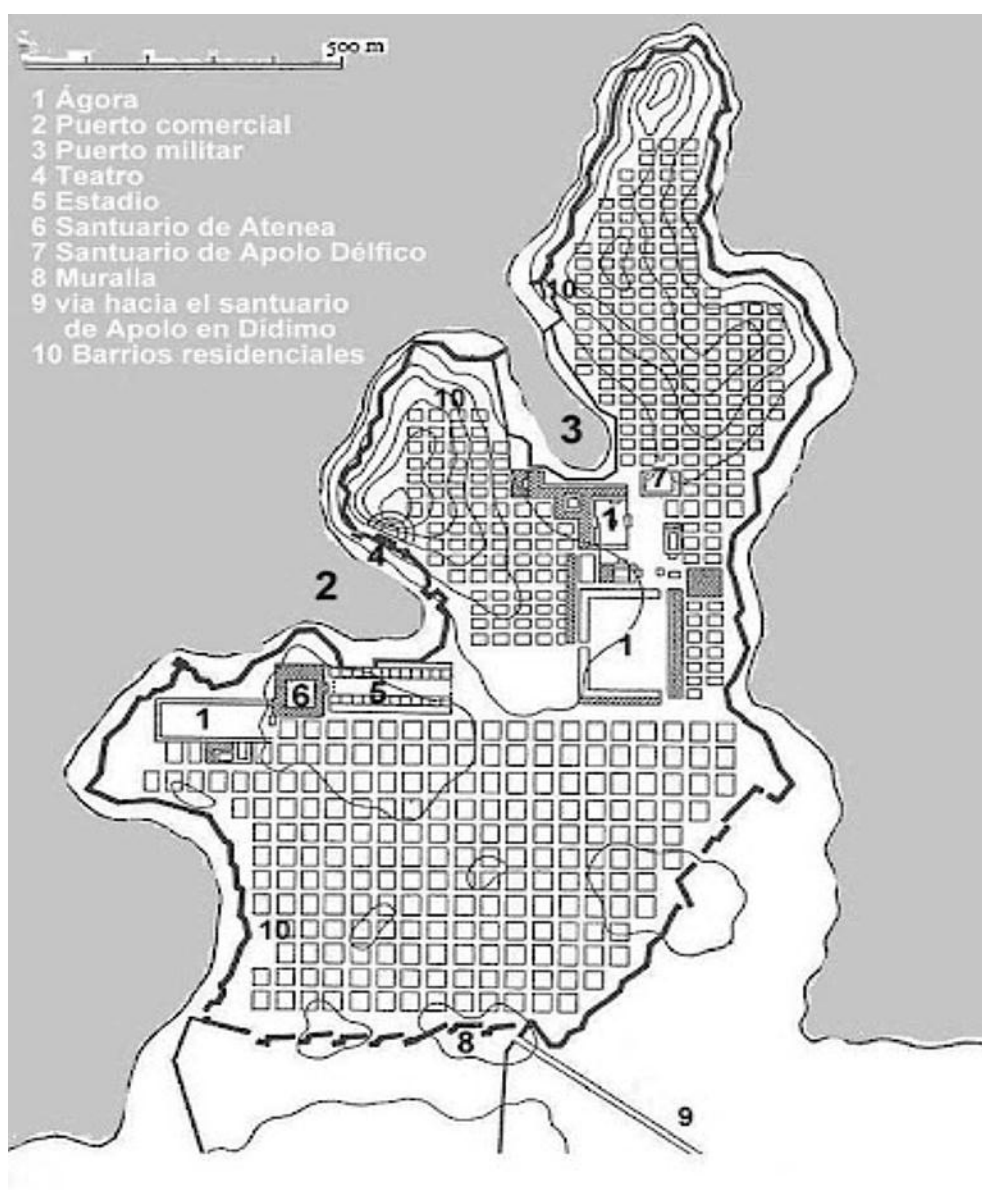 500 m
1 Ágora
2 Puerto comercial
3 Puerto militar
4 Teatro
5 Estadio
6 Santuario de Atenea
7 Santuario de Apolo Délfico
8 Muralla
9 via hacia el santuario
de Apolo en Didimo
10 Barrios residenciales
10
10
3
7
1
4
2
1
6
5
1
10
8
9